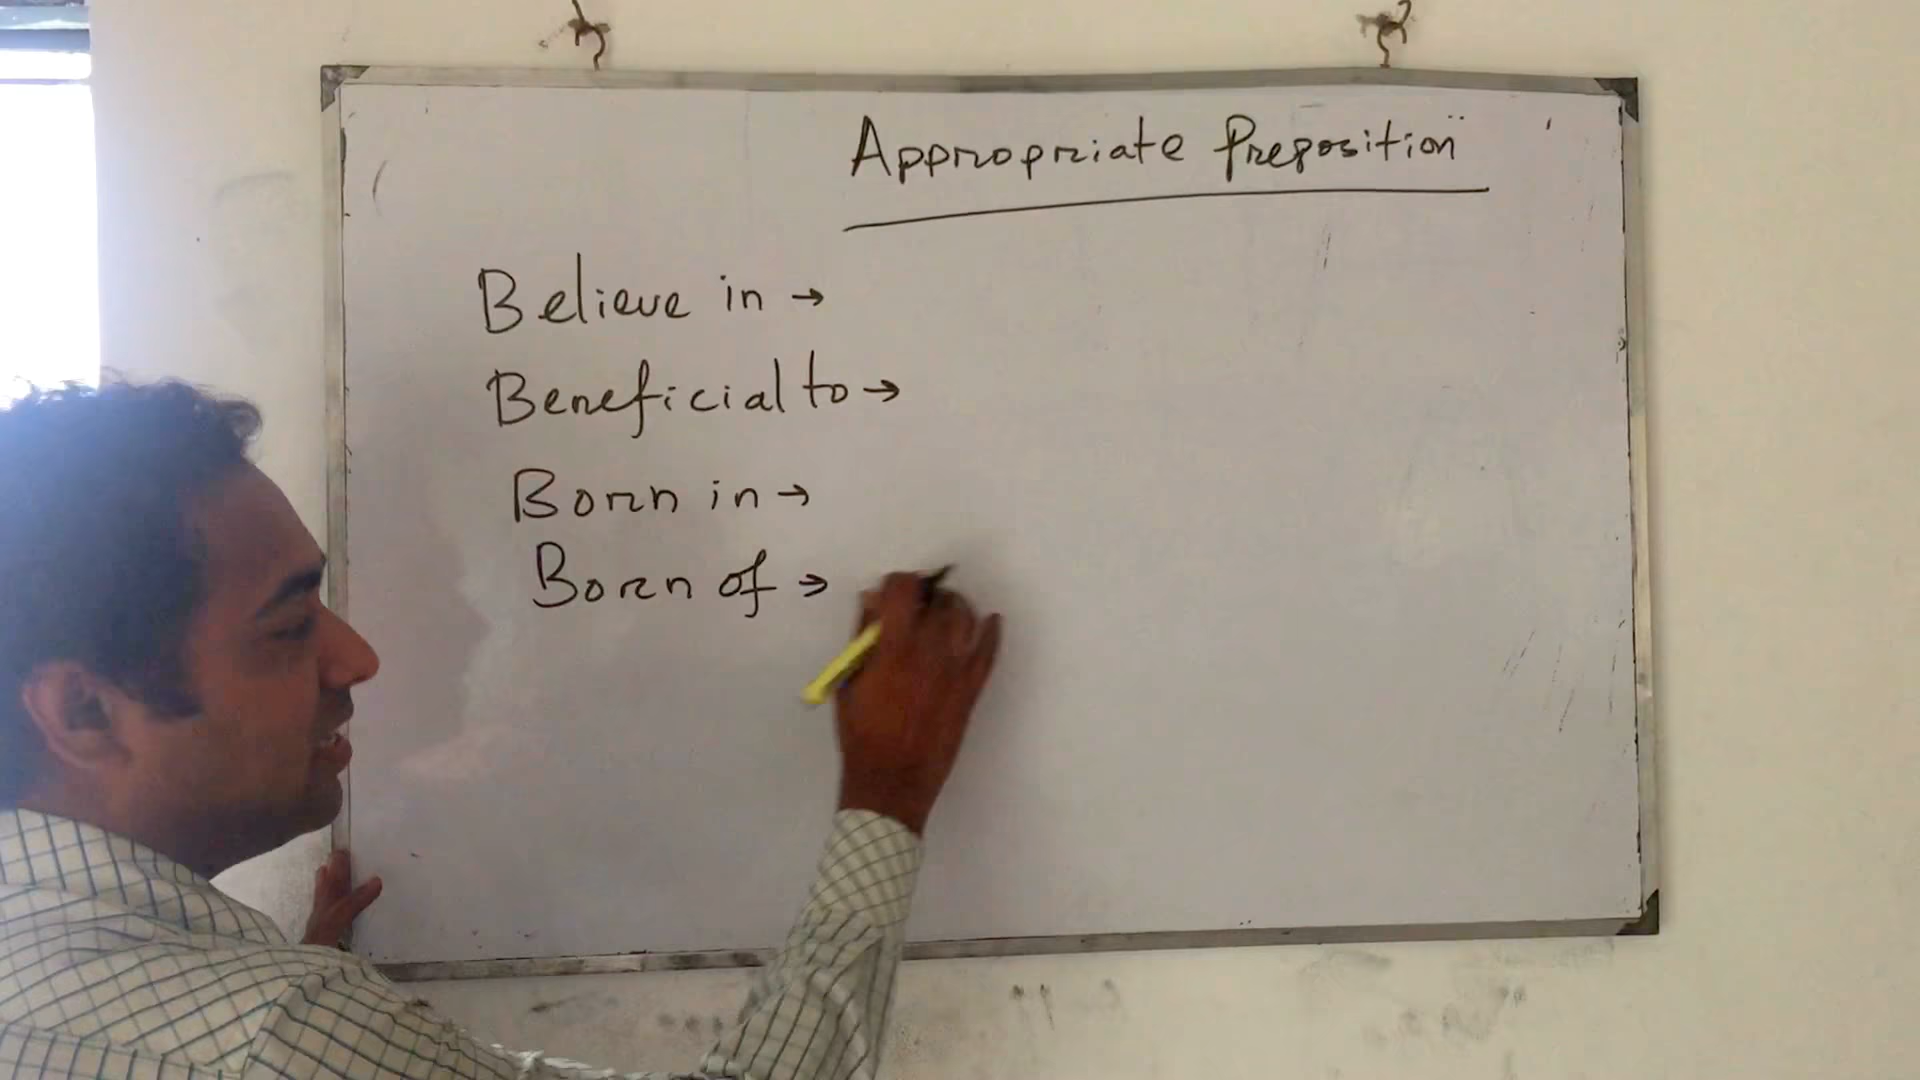 Appropriate Preposition
Believe in →
Beneficial to →
Born in →
Born of →